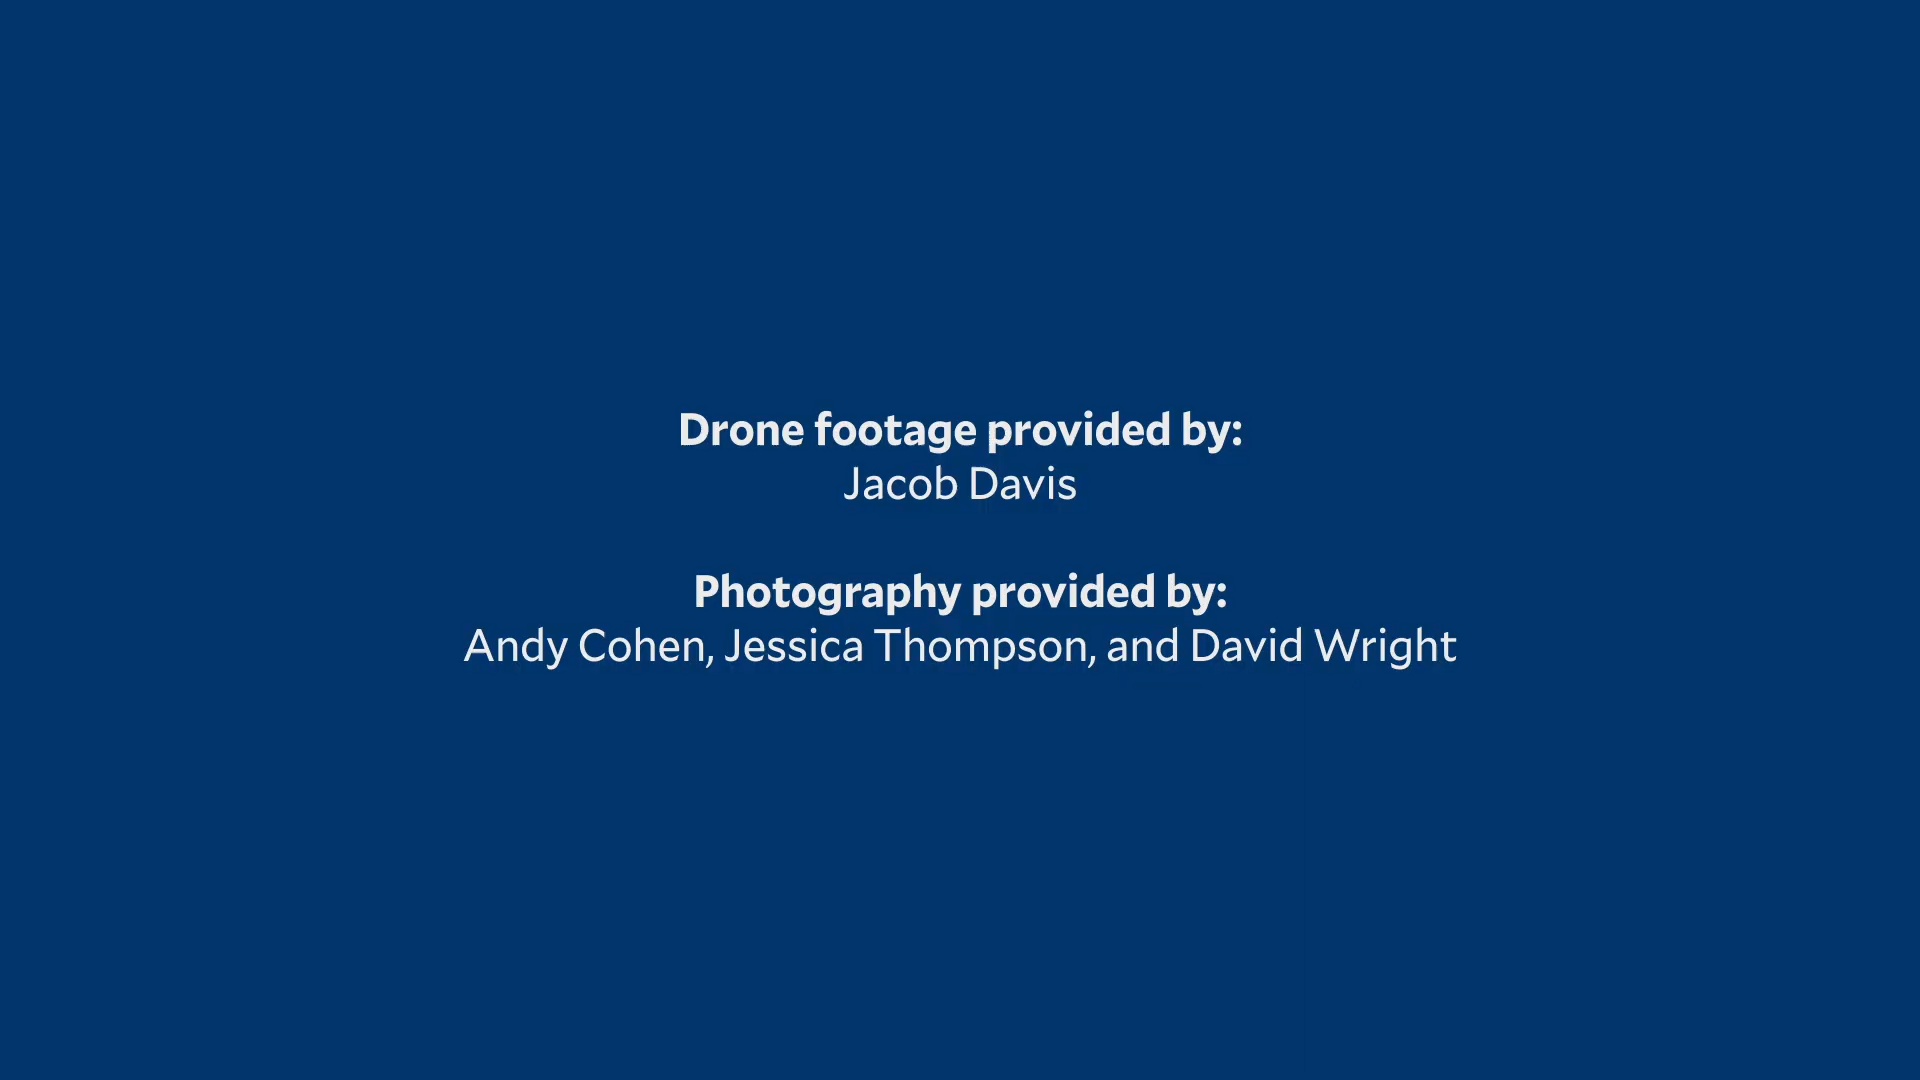 Drone footage provided by:
Jacob Davis
Photography provided by:
Andy Cohen, Jessica Thompson, and David Wright